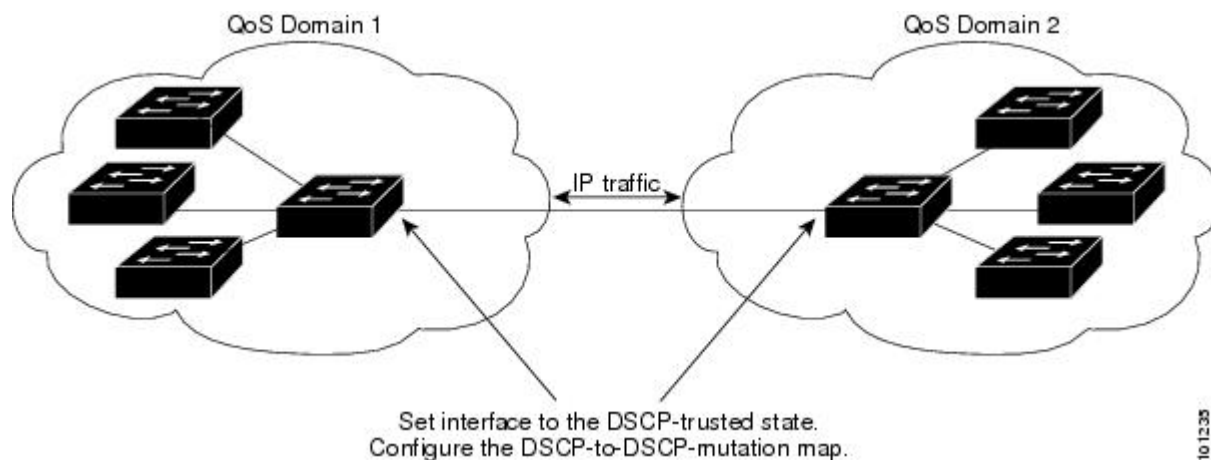 QoS Domain 1
QoS Domain 2
IP traffic
Set interface to the DSCP-trusted state.
Configure the DSCP-to-DSCP-mutation map.
101235